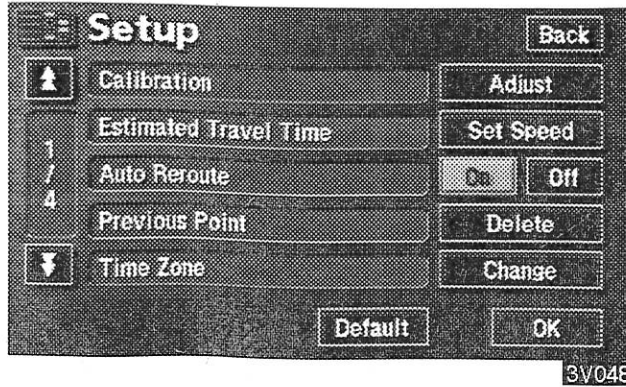 Setup Back
Calibration Adjust
Estimated Travel Time Set Speed
1/4
Auto Reroute On Off
Previous Point Delete
Time Zone Change
Default OK
3V048